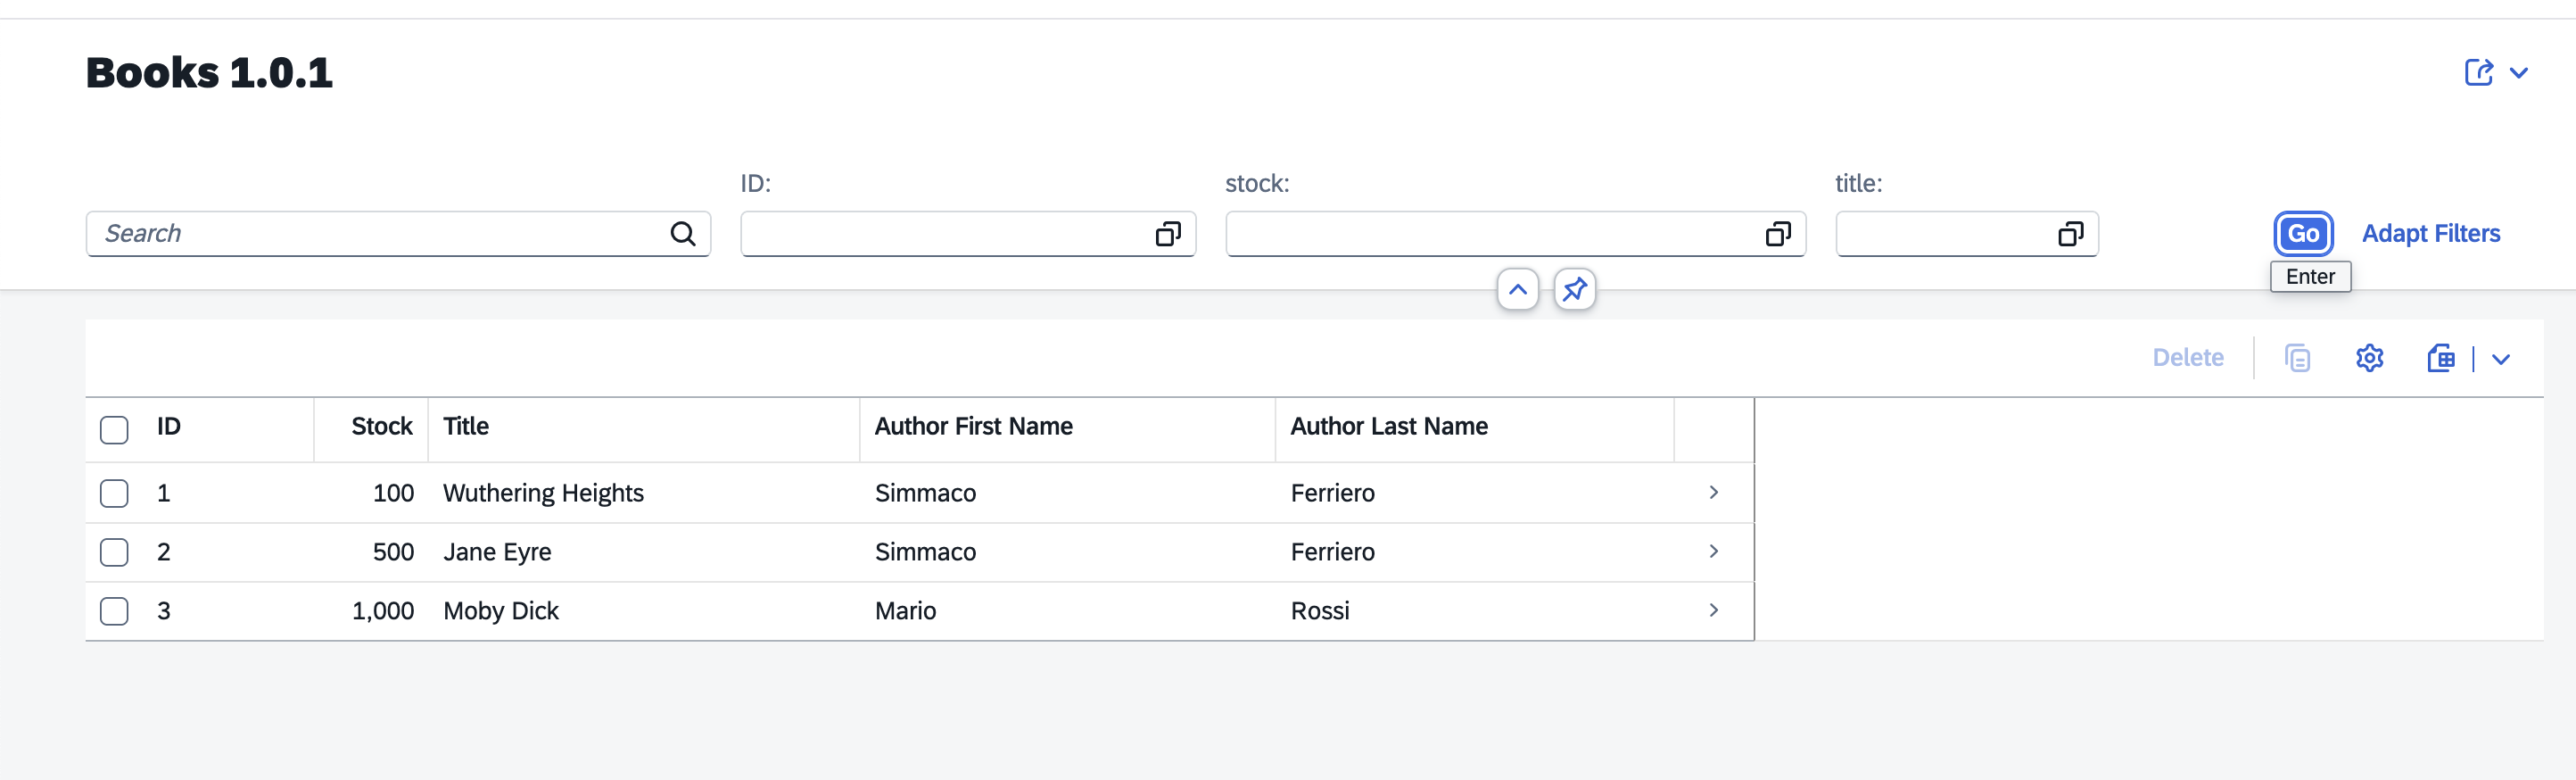 Books 1.0.1
ID: stock: title:
Search Go Adapt Filters
Enter
Delete
ID Stock Title Author First Name Author Last Name
1 100 Wuthering Heights Simmaco Ferriero
2 500 Jane Eyre Simmaco Ferriero
3 1,000 Moby Dick Mario Rossi